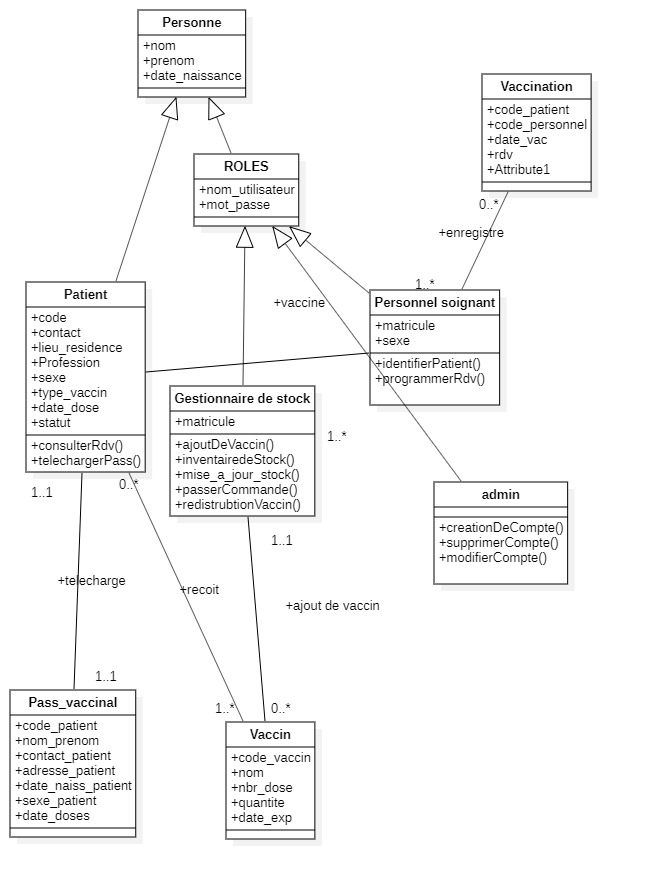 Personne
+nom
+prenom
+date_naissance
Vaccination
+code_patient
+code_personnel
+date_vac
+rdv
+Attribute1
ROLES
+nom_utilisateur
+mot_passe
0..*
+enregistre
1..*
+vaccine
Patient
+code
+contact
+lieu_residence
+Profession
+sexe
+type_vaccin
+date_dose
+statut
+consulterRdv()
+telechargerPass()
Personnel soignant
+matricule
+sexe
+identifierPatient()
+programmerRdv()
Gestionnaire de stock
+matricule
+ajoutDeVaccin()
+inventairedeStock()
+mise_a_jour_stock()
+passerCommande()
+redistrubtionVaccin()
1..*
admin
+creationDeCompte()
+supprimerCompte()
+modifierCompte()
1..1
0..*
1..1
+telecharge
+recoit
+ajout de vaccin
1..1
1..*
0..*
Pass_vaccinal
+code_patient
+nom_prenom
+contact_patient
+adresse_patient
+date_naiss_patient
+sexe_patient
+date_doses
Vaccin
+code_vaccin
+nom
+nbr_dose
+quantite
+date_exp